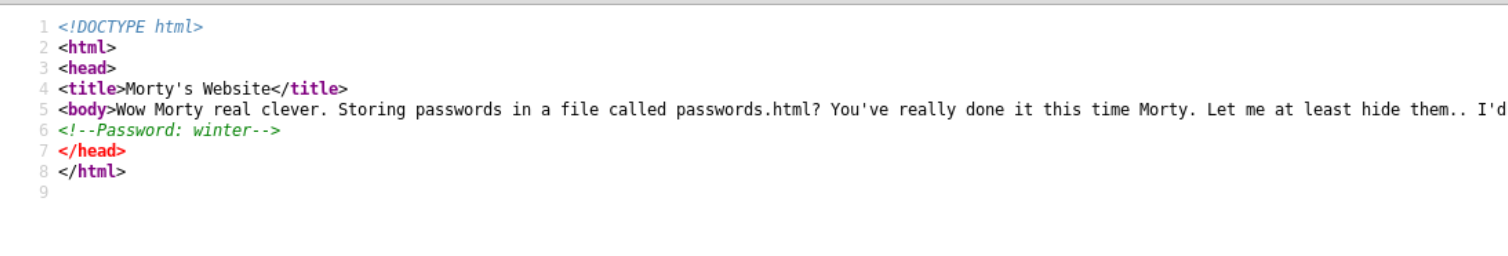 1 <!DOCTYPE html>
2 <html>
3 <head>
4 <title>Morty's Website</title>
5 <body>Wow Morty real clever. Storing passwords in a file called passwords.html? You've really done it this time Morty. Let me at least hide them.. I'd
6 <!--Password: winter-->
7 </head>
8 </html>
9